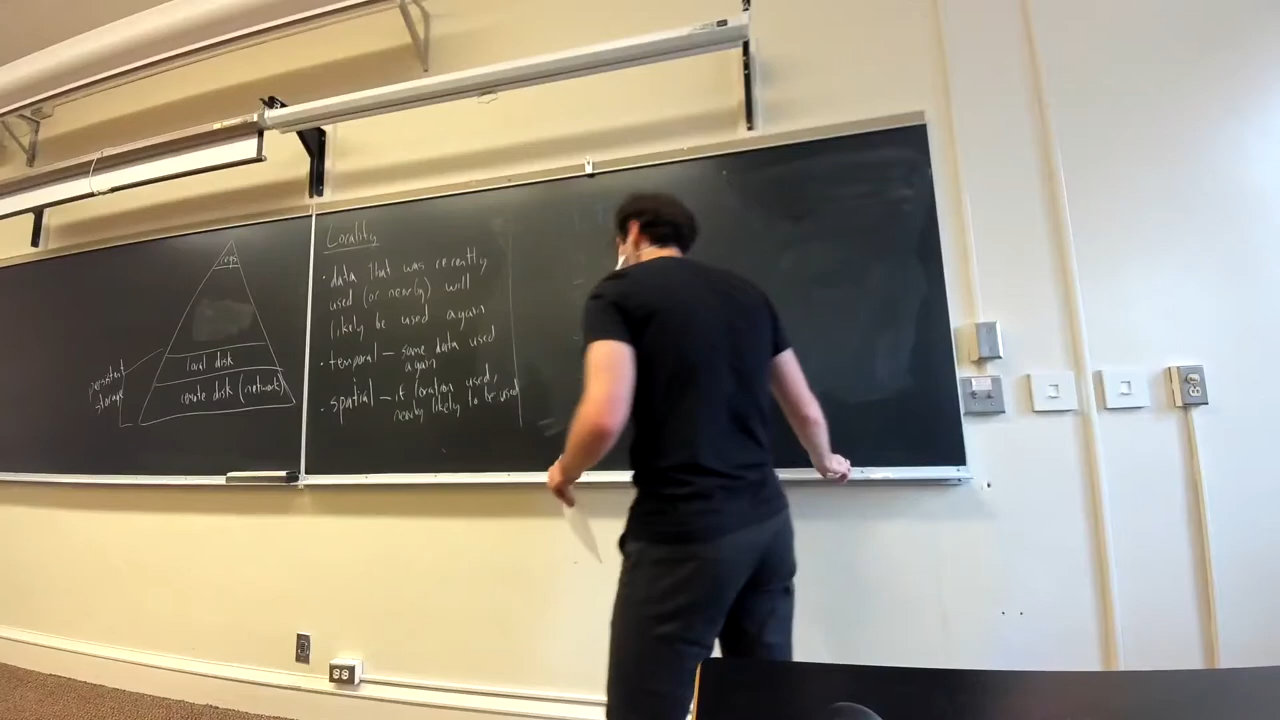 regs
local disk
remote disk (network)
persistent
storage
Locality
• data that was recently
used (or nearby) will
likely be used again
• temporal – same data used
again
• spatial – if location used,
nearby likely to be used